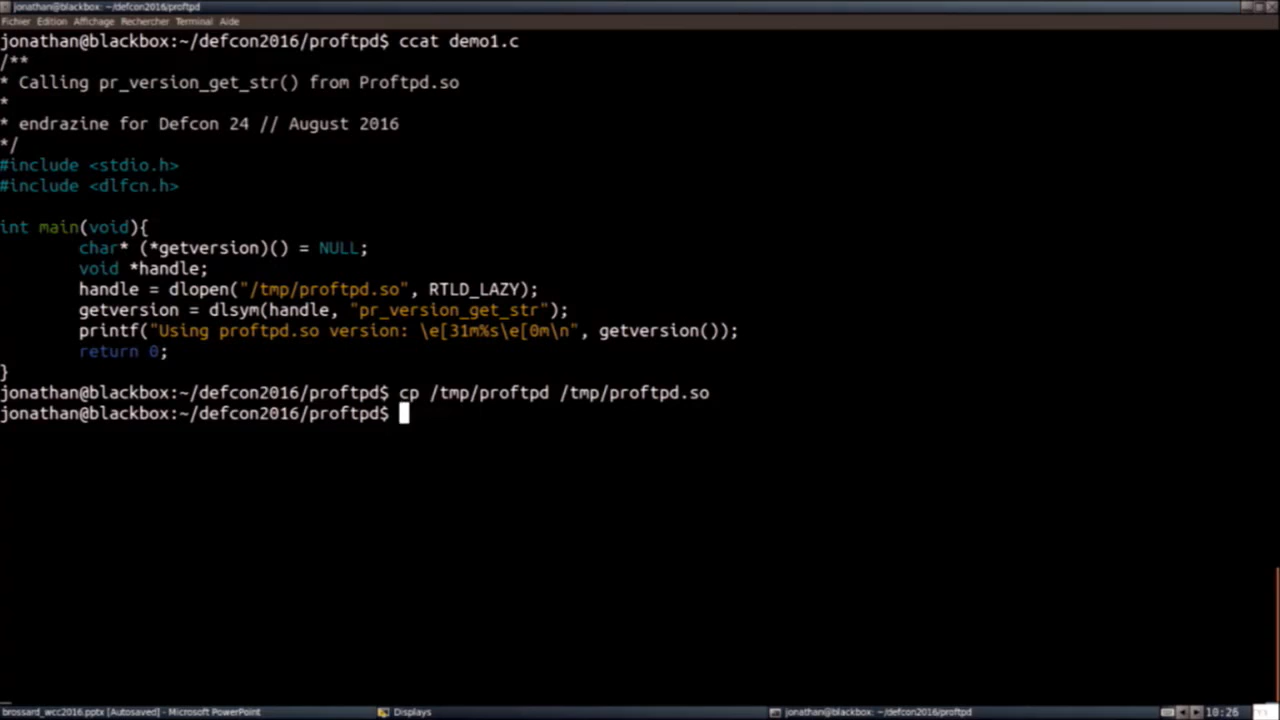 jonathan@blackbox: ~/defcon2016/proftpd
Fichier Édition Affichage Rechercher Terminal Aide
jonathan@blackbox:~/defcon2016/proftpd$ ccat demo1.c
/**
* Calling pr_version_get_str() from Proftpd.so
*
* endrazine for Defcon 24 // August 2016
*/
#include <stdio.h>
#include <dlfcn.h>
int main(void){
char* (*getversion)() = NULL;
void *handle;
handle = dlopen("/tmp/proftpd.so", RTLD_LAZY);
getversion = dlsym(handle, "pr_version_get_str");
printf("Using proftpd.so version: \e[31m%s\e[0m\n", getversion());
return 0;
}
jonathan@blackbox:~/defcon2016/proftpd$ cp /tmp/proftpd /tmp/proftpd.so
jonathan@blackbox:~/defcon2016/proftpd$
brossard_wcc2016.pptx [Autosaved] - Microsoft PowerPoint Displays jonathan@blackbox: ~/defcon2016/proftpd 10:26